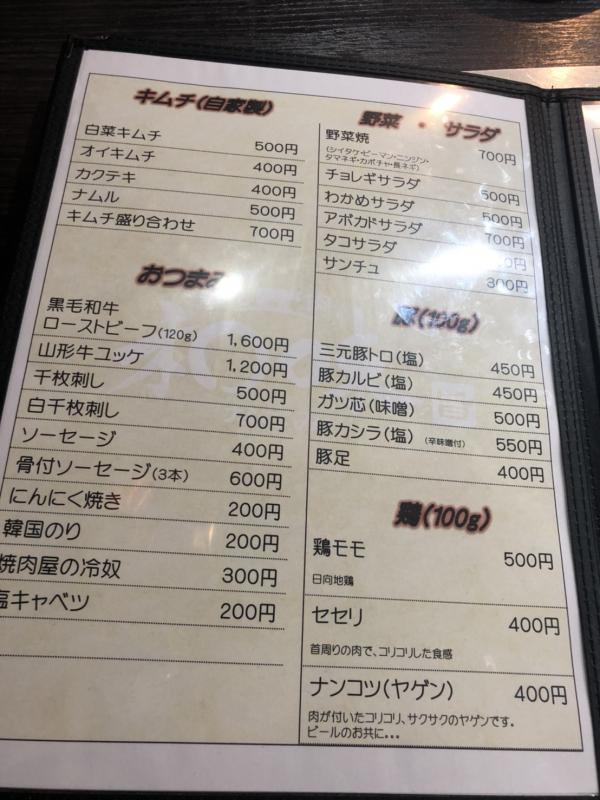 キムチ(自家製)
白菜キムチ 500円
オイキムチ 400円
カクテキ 400円
ナムル 500円
キムチ盛り合わせ 700円
おつまみ
黒毛和牛
ローストビーフ(120g) 1,600円
山形牛ユッケ 1,200円
千枚刺し 500円
白千枚刺し 700円
ソーセージ 400円
骨付ソーセージ(3本) 600円
にんにく焼き 200円
韓国のり 200円
焼肉屋の冷奴 300円
塩キャベツ 200円
野菜 ・ サラダ
野菜焼 700円
(シイタケ・ピーマン・ニンジン・
タマネギ・カボチャ・長ネギ)
チョレギサラダ 500円
わかめサラダ 500円
アボカドサラダ 700円
タコサラダ
サンチュ 300円
(100g)
三元豚トロ(塩) 450円
豚カルビ(塩) 450円
ガツ芯(味噌) 500円
豚カシラ(塩) (辛味噌付) 550円
豚足 400円
鶏(100g)
鶏モモ 500円
日向地鶏
セセリ 400円
首周りの肉で、コリコリした食感
ナンコツ(ヤゲン) 400円
肉が付いたコリコリ、サクサクのヤゲンです。
ビールのお共に...